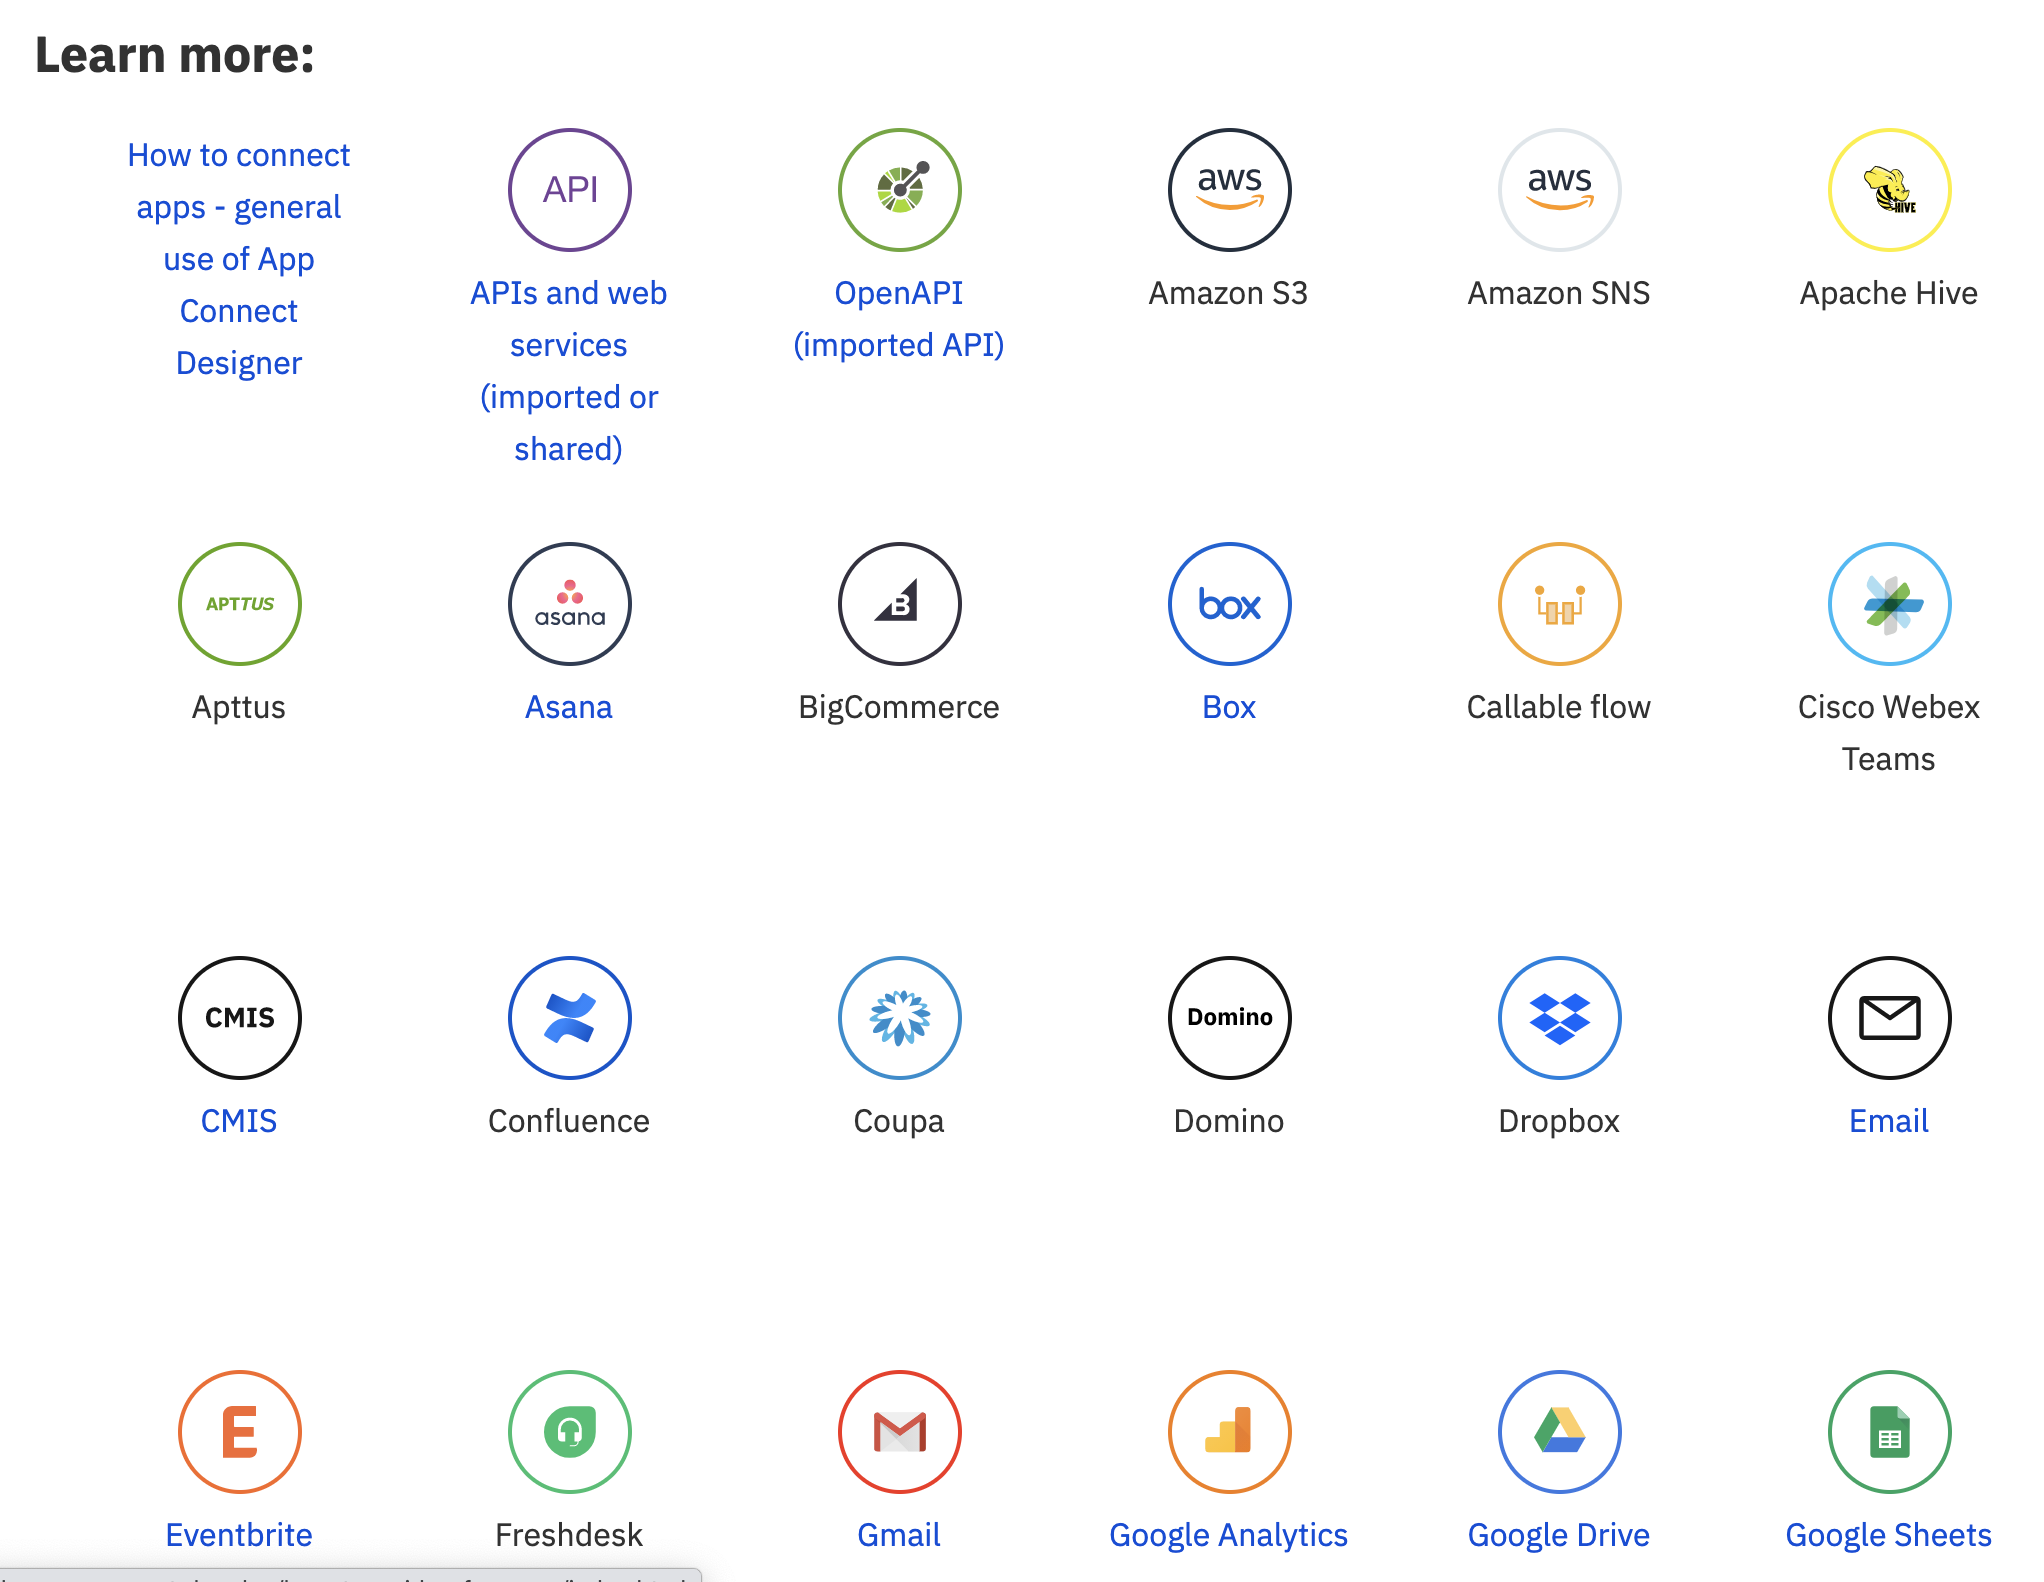 Learn more:
How to connect
apps - general
use of App
Connect
Designer
API
APIs and web
services
(imported or
shared)
OpenAPI
(imported API)
aws
Amazon S3
aws
Amazon SNS
HIVE
Apache Hive
APTTUS
Apttus
asana
Asana
B
BigCommerce
box
Box
Callable flow
Cisco Webex
Teams
CMIS
CMIS
Confluence
Coupa
Domino
Domino
Dropbox
Email
E
Eventbrite
Freshdesk
Gmail
Google Analytics
Google Drive
Google Sheets